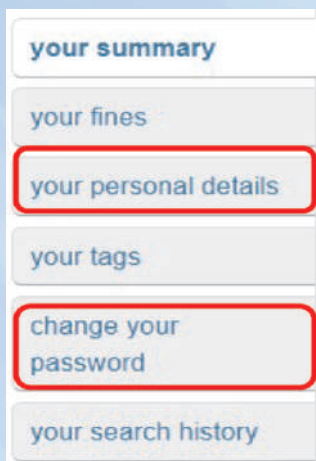 your summary
your fines
your personal details
your tags
change your
password
your search history